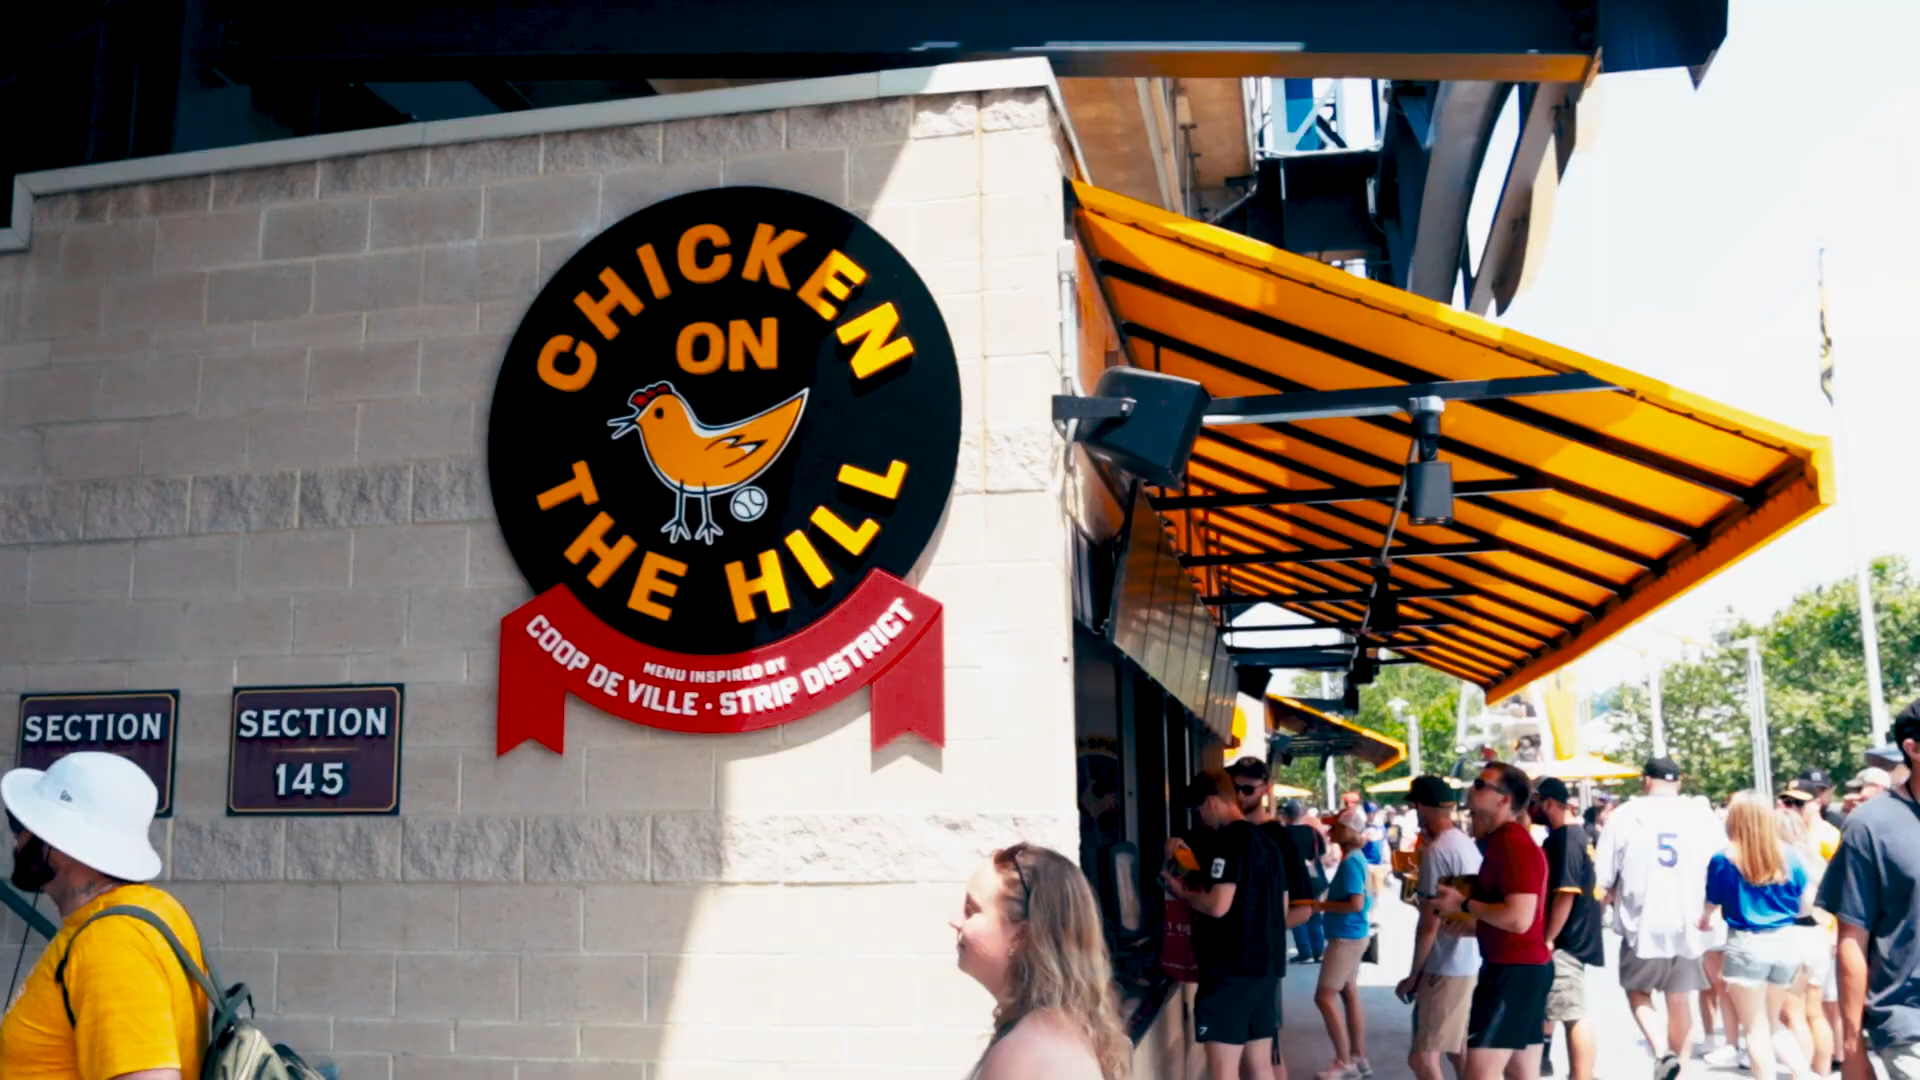 CHICKEN
ON
THE HILL
MENU INSPIRED BY
COOP DE VILLE · STRIP DISTRICT
SECTION
SECTION
145
5